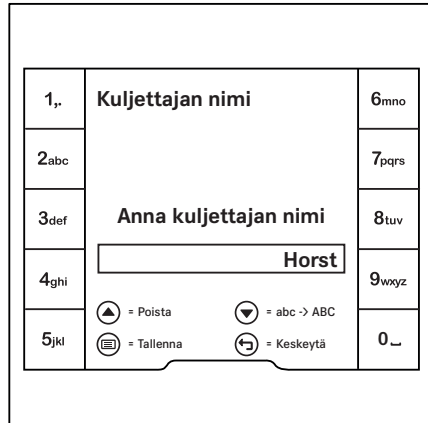 1,.
Kuljettajan nimi
6mno
2abc
7pqrs
3def
Anna kuljettajan nimi
8tuv
Horst
4ghi
9wxyz
= Poista
= abc -> ABC
5jkl
= Tallenna
= Keskeytä
0⎵